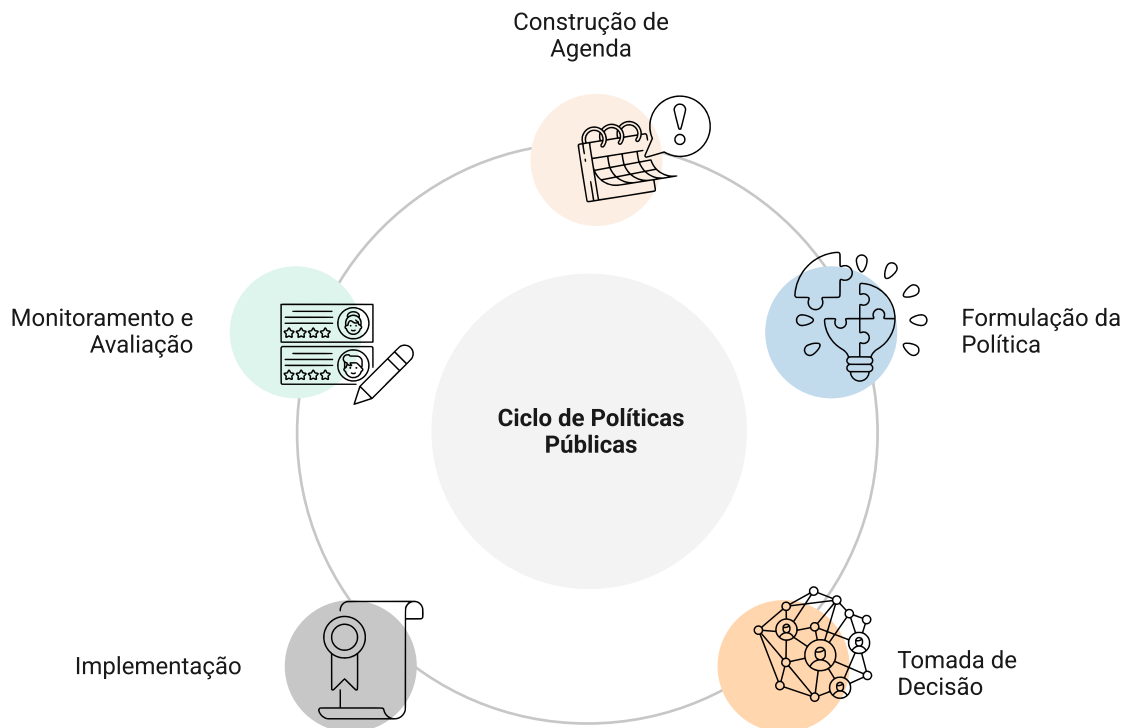 Construção de
Agenda
Formulação da
Política
Monitoramento e
Avaliação
Ciclo de Políticas
Públicas
Tomada de
Decisão
Implementação